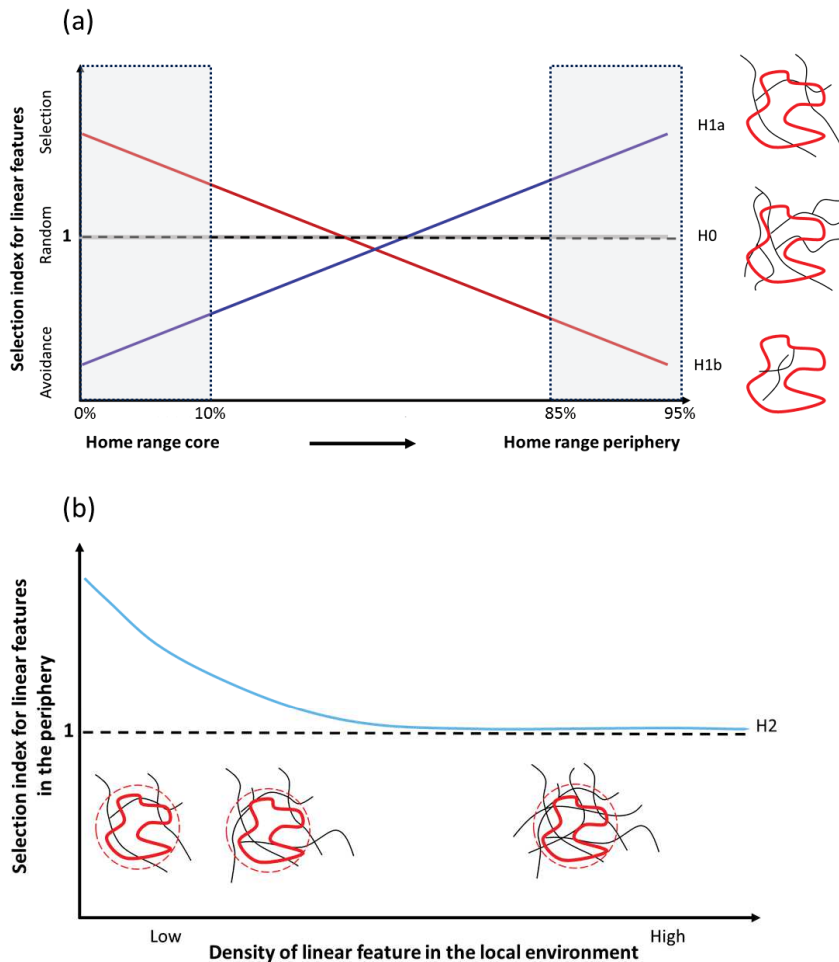 (a)
Selection index for linear features
Selection
Random
Avoidance
1
H1a
H0
H1b
0%
10%
85%
95%
Home range core
Home range periphery
(b)
Selection index for linear features
in the periphery
1
H2
Low
High
Density of linear feature in the local environment